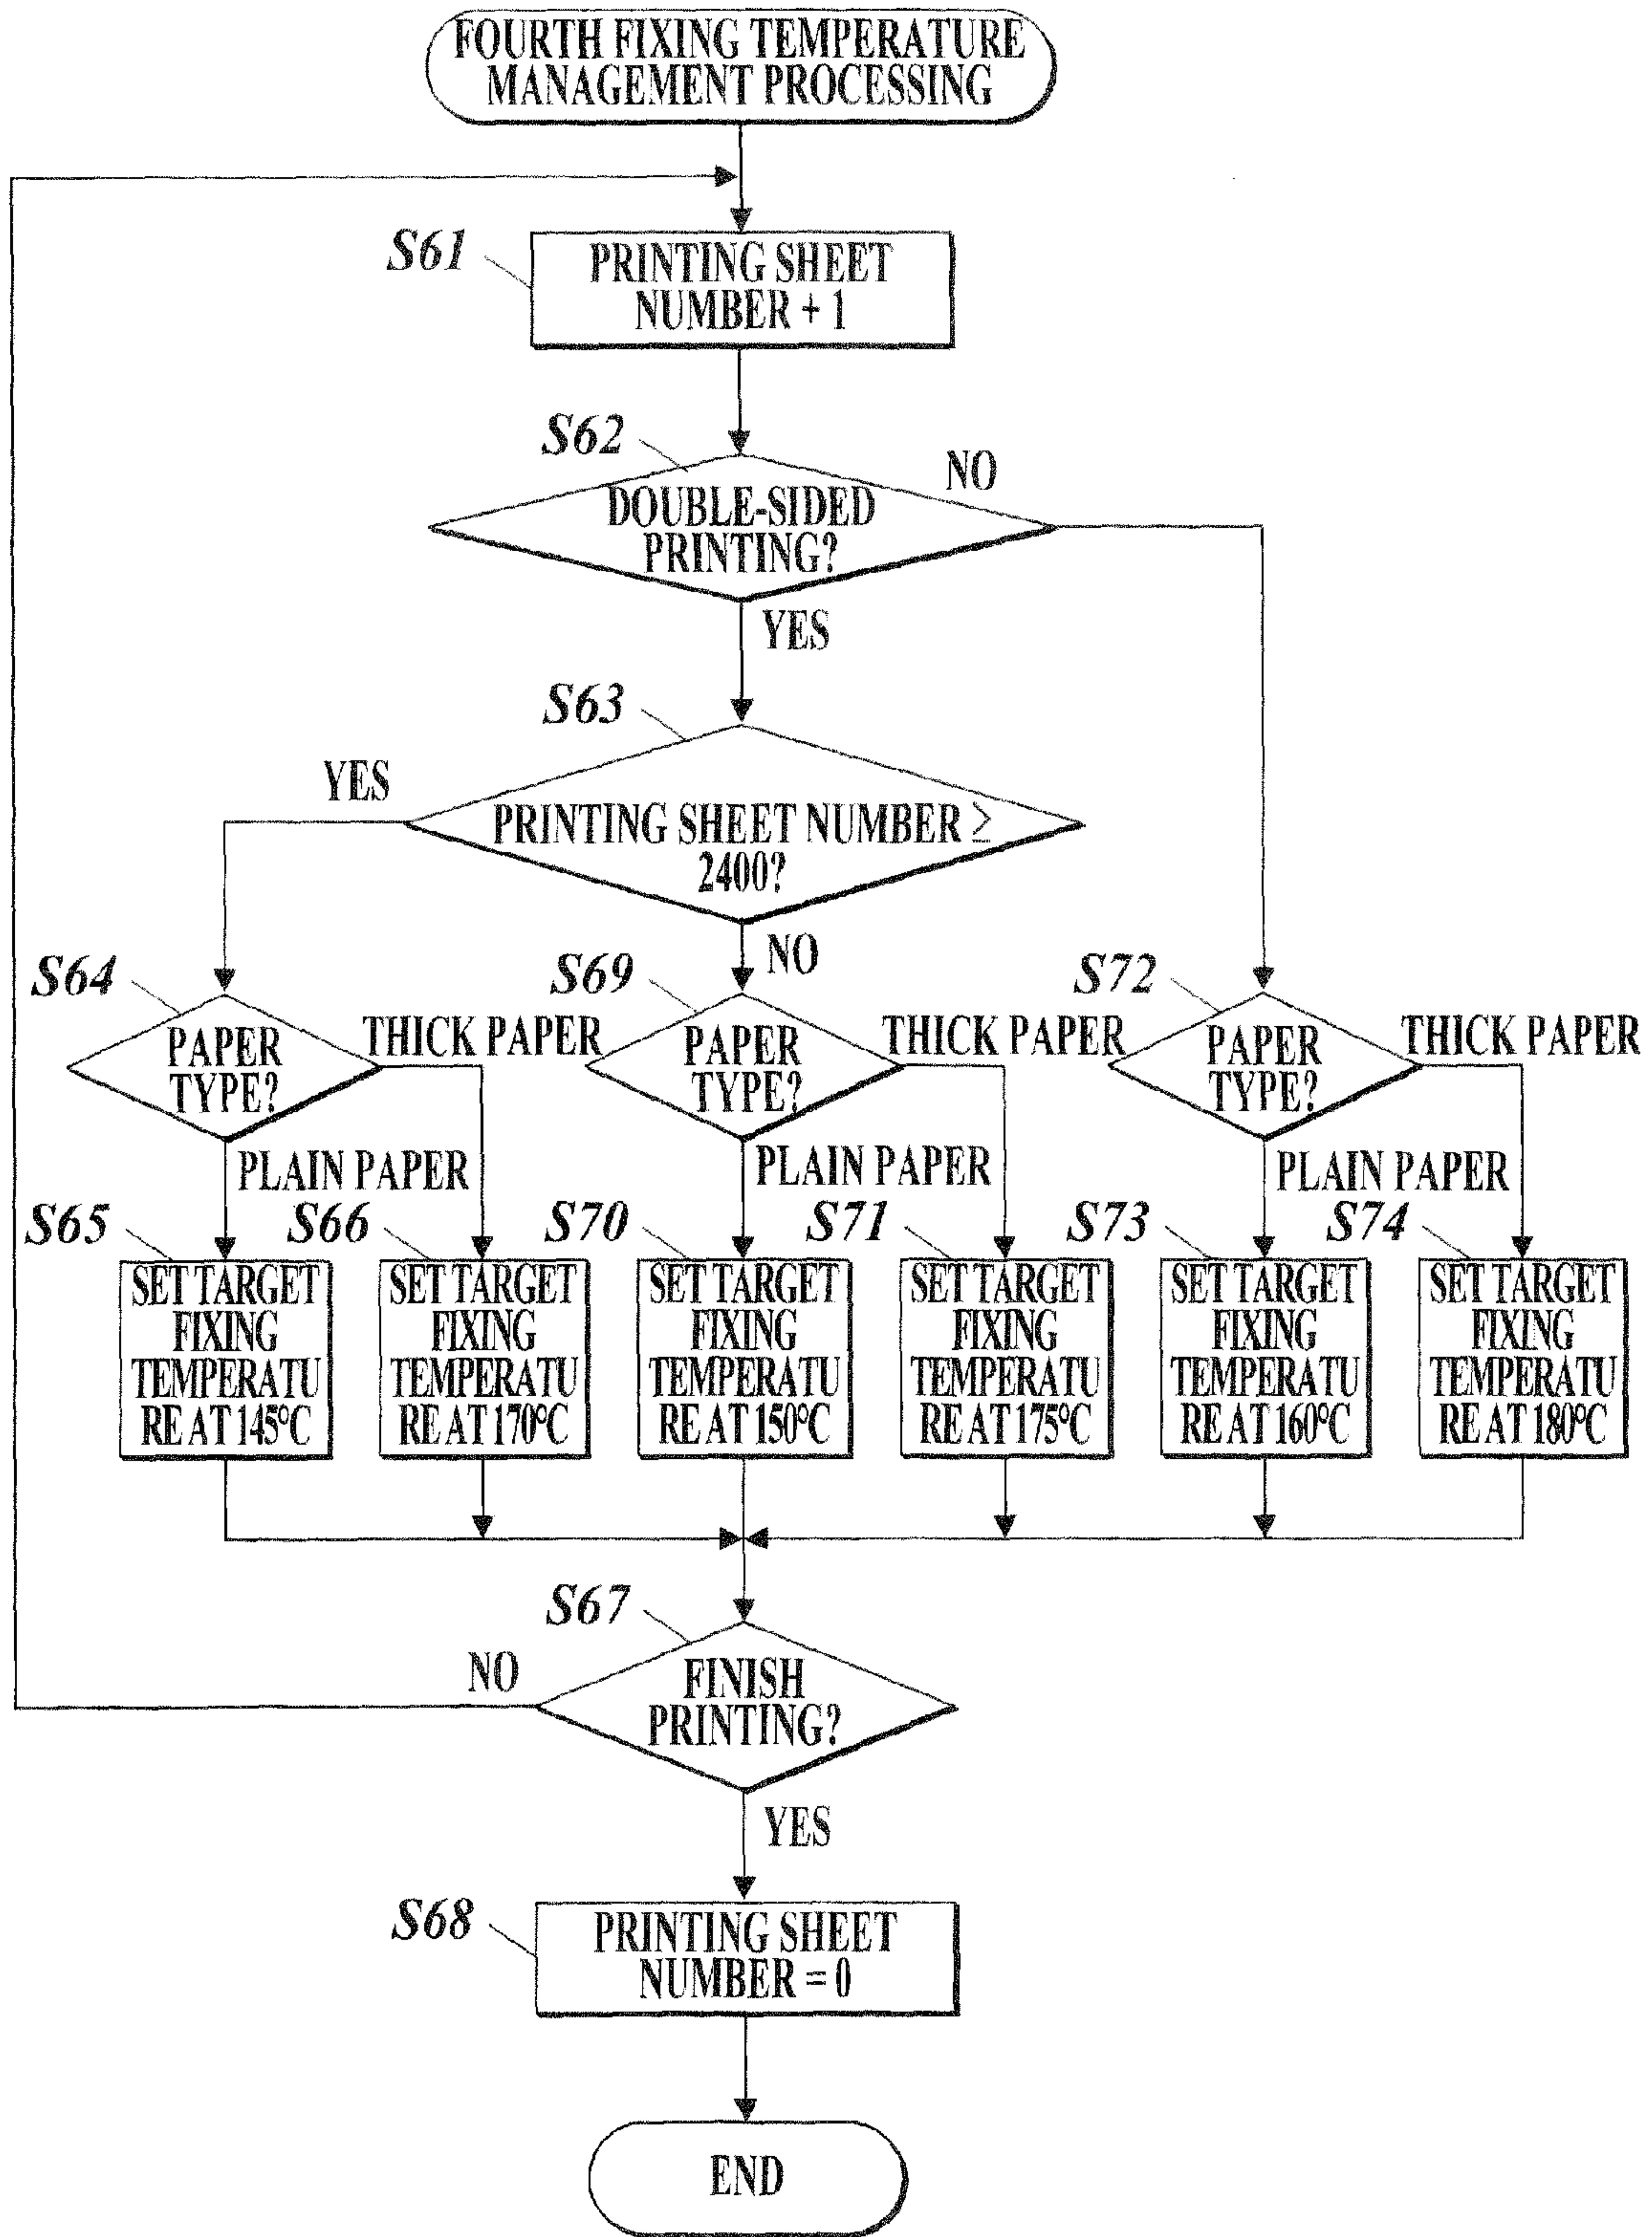 FOURTH FIXING TEMPERATURE
MANAGEMENT PROCESSING
S61
PRINTING SHEET
NUMBER + 1
S62
NO
DOUBLE-SIDED
PRINTING?
YES
S63
YES
PRINTING SHEET NUMBER ≥
2400?
NO
S64
PAPER
TYPE?
THICK PAPER
PLAIN PAPER
S69
PAPER
TYPE?
THICK PAPER
PLAIN PAPER
S72
PAPER
TYPE?
THICK PAPER
PLAIN PAPER
S65
SET TARGET
FIXING
TEMPERATU
RE AT 145°C
S66
SET TARGET
FIXING
TEMPERATU
RE AT 170°C
S70
SET TARGET
FIXING
TEMPERATU
RE AT 150°C
S71
SET TARGET
FIXING
TEMPERATU
RE AT 175°C
S73
SET TARGET
FIXING
TEMPERATU
RE AT 160°C
S74
SET TARGET
FIXING
TEMPERATU
RE AT 180°C
S67
NO
FINISH
PRINTING?
YES
S68
PRINTING SHEET
NUMBER = 0
END